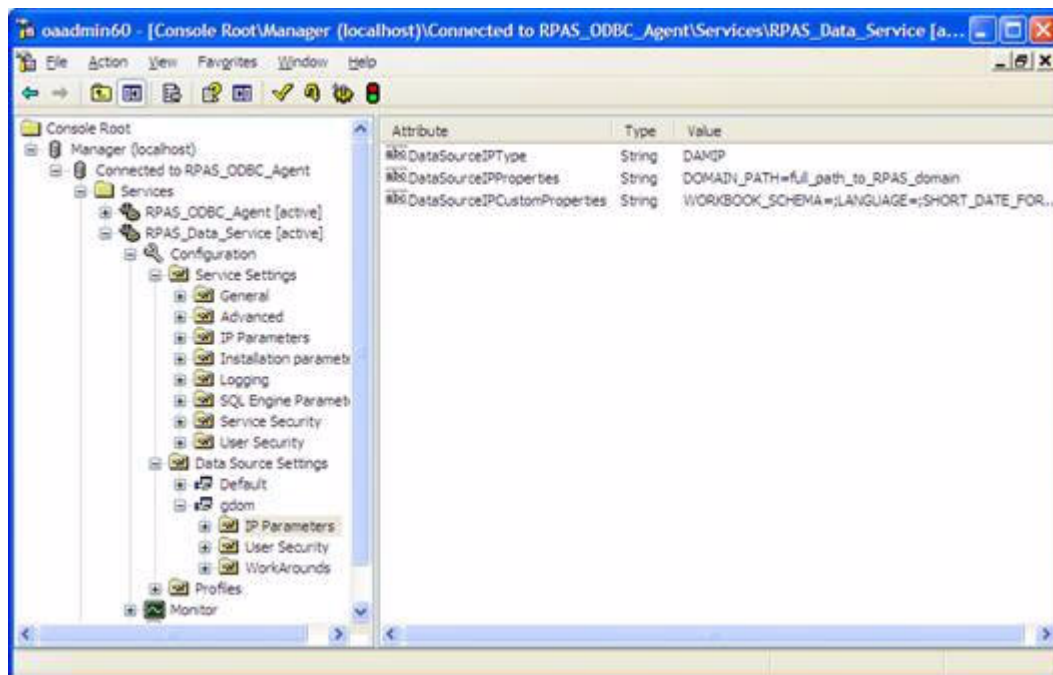 oaadmin60 - [Console Root\Manager (localhost)\Connected to RPAS_ODBC_Agent\Services\RPAS_Data_Service [a...
File Action View Favorites Window Help
Console Root
Manager (localhost)
Connected to RPAS_ODBC_Agent
Services
RPAS_ODBC_Agent [active]
RPAS_Data_Service [active]
Configuration
Service Settings
General
Advanced
IP Parameters
Installation paramete
Logging
SQL Engine Paramet
Service Security
User Security
Data Source Settings
Default
gdom
IP Parameters
User Security
WorkArounds
Profiles
Monitor
Attribute Type Value
DataSourceIPType String DAMIP
DataSourceIPProperties String DOMAIN_PATH=full_path_to_RPAS_domain
DataSourceIPCustomProperties String WORKBOOK_SCHEMA=;LANGUAGE=;SHORT_DATE_FOR...